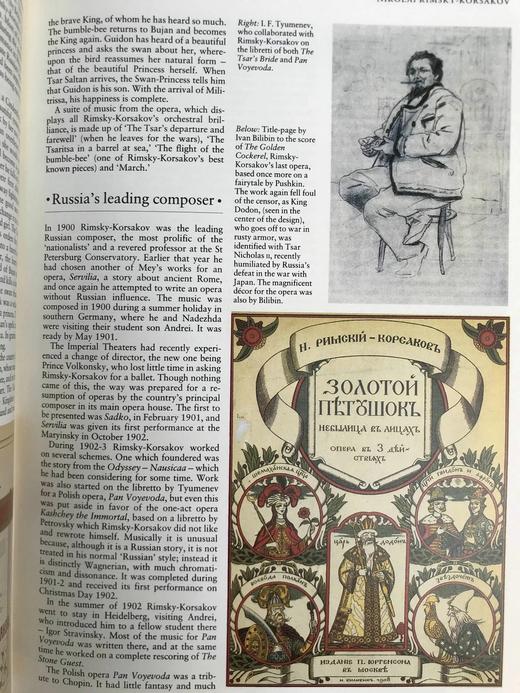 NIKOLAI RIMSKY-KORSAKOV
the brave King, of whom he has heard so much.
The bumble-bee returns to Bujan and becomes
the King again. Guidon has heard of a beautiful
princess and asks the swan about her, where-
upon the bird reassumes her natural form –
that of the beautiful Princess herself. When
Tsar Saltan arrives, the Swan-Princess tells him
that Guidon is his son. With the arrival of Mili-
trissa, his happiness is complete.
A suite of music from the opera, which dis-
plays all Rimsky-Korsakov's orchestral bril-
liance, is made up of 'The Tsar's departure and
farewell' (when he leaves for the wars), 'The
Tsaritsa in a barrel at sea,' 'The flight of the
bumble-bee' (one of Rimsky-Korsakov's best
known pieces) and 'March.'
• Russia's leading composer •
In 1900 Rimsky-Korsakov was the leading
Russian composer, the most prolific of the
'nationalists' and a revered professor at the St
Petersburg Conservatory. Earlier that year he
had chosen another of Mey's works for an
opera, Servilia, a story about ancient Rome,
and once again he attempted to write an opera
without Russian influence. The music was
composed in 1900 during a summer holiday in
southern Germany, where he and Nadezhda
were visiting their student son Andrei. It was
ready by May 1901.
The Imperial Theaters had recently experi-
enced a change of director, the new one being
Prince Volkonsky, who lost little time in asking
Rimsky-Korsakov for a ballet. Though nothing
came of this, the way was prepared for a re-
sumption of operas by the country's principal
composer in its main opera house. The first to
be presented was Sadko, in February 1901, and
Servilia was given its first performance at the
Maryinsky in October 1902.
During 1902-3 Rimsky-Korsakov worked
on several schemes. One which foundered was
the story from the Odyssey – Nausicaa – which
he had been considering for some time. Work
was also started on the libretto by Tyumenev
for a Polish opera, Pan Voyevoda, but even this
was put aside in favor of the one-act opera
Kashchey the Immortal, based on a libretto by
Petrovsky which Rimsky-Korsakov did not like
and rewrote himself. Musically it is unusual
because, although it is a Russian story, it is not
treated in his normal 'Russian' style; instead it
is distinctly Wagnerian, with much chromati-
cism and dissonance. It was completed during
1901-2 and received its first performance on
Christmas Day 1902.
In the summer of 1902 Rimsky-Korsakov
went to stay in Heidelberg, visiting Andrei,
who introduced him to a fellow student there
– Igor Stravinsky. Most of the music for Pan
Voyevoda was written there, and at the same
time he worked on a complete rescoring of The
Stone Guest.
The Polish opera Pan Voyevoda was a tri-
bute to Chopin. It had little fantasy and much
Right: I. F. Tyumenev,
who collaborated with
Rimsky-Korsakov on
the libretti of both The
Tsar's Bride and Pan
Voyevoda.
Below: Title-page by
Ivan Bilibin to the score
of The Golden
Cockerel, Rimsky-
Korsakov's last opera,
based once more on a
fairytale by Pushkin.
The work again fell foul
of the censor, as King
Dodon, (seen in the
center of the design),
who goes off to war in
rusty armor, was
identified with Tsar
Nicholas II, recently
humiliated by Russia's
defeat in the war with
Japan. The magnificent
décor for the opera was
also by Bilibin.
Н. РИМСКІЙ – КОРСАКОВЪ
ЗОЛОТОЙ
ПѢТУШОКЪ
НЕБЫЛИЦА ВЪ ЛИЦАХЪ
ОПЕРА ВЪ 3 ДѢЙ-
СТВІЯХЪ
ЦАРЬ ДОДОНЪ
ЗВѢЗДОЧЕТЪ
ИЗДАНІЕ П. ЮРГЕНСОНА
ВЪ МОСКВѢ